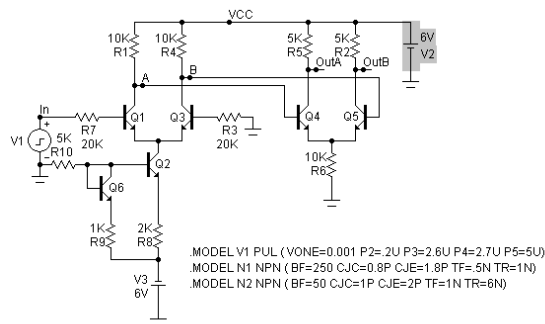 VCC
10K
R1
10K
R4
5K
R5
5K
R2
6V
V2
OutA
OutB
A
B
In
Q1
Q3
Q4
Q5
R7
20K
R3
20K
V1
5K
R10
Q2
Q6
10K
R6
1K
R9
2K
R8
V3
6V
.MODEL V1 PUL (VONE=0.001 P2=.2U P3=2.6U P4=2.7U P5=5U)
.MODEL N1 NPN (BF=250 CJC=0.8P CJE=1.8P TF=.5N TR=1N)
.MODEL N2 NPN (BF=50 CJC=1P CJE=2P TF=1N TR=6N)